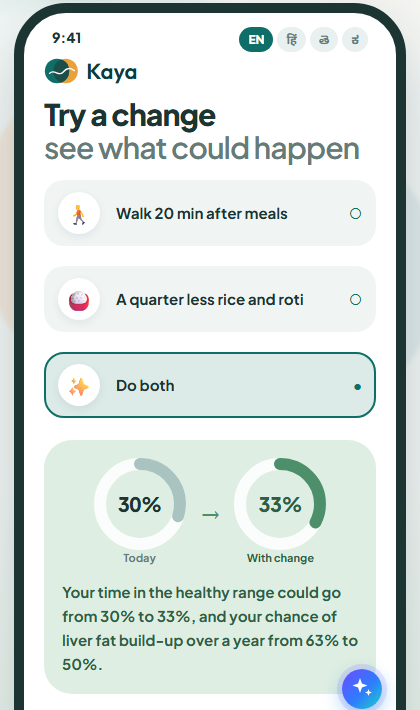 9:41
EN हिं తె ಕ
Kaya
Try a change
see what could happen
Walk 20 min after meals
A quarter less rice and roti
Do both
30% → 33%
Today With change
Your time in the healthy range could go
from 30% to 33%, and your chance of
liver fat build-up over a year from 63% to
50%.